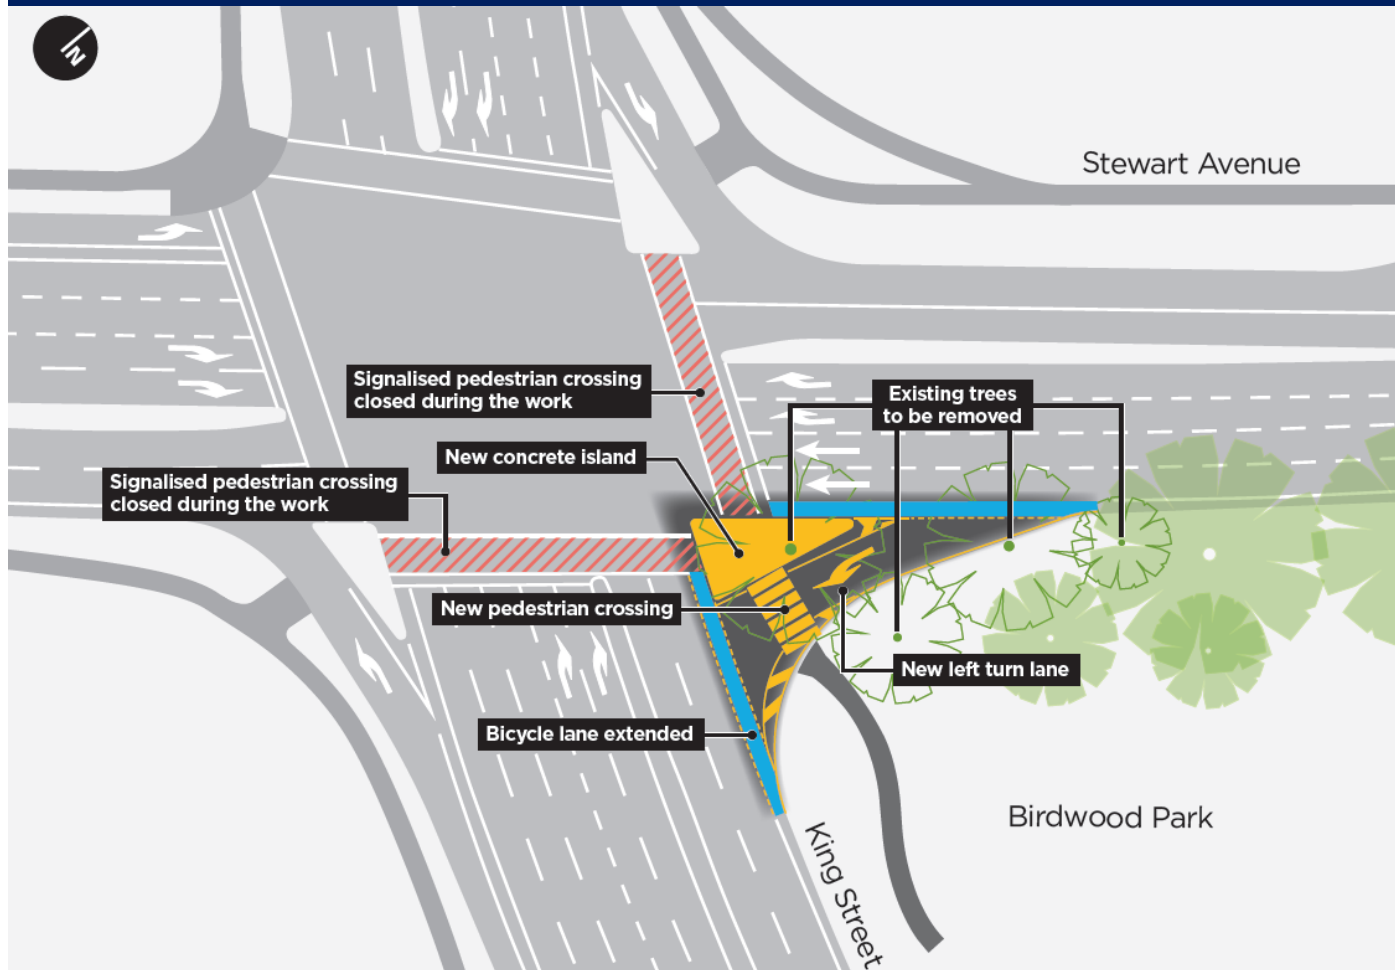 N
Stewart Avenue
Signalised pedestrian crossing
closed during the work
Existing trees
to be removed
New concrete island
Signalised pedestrian crossing
closed during the work
New pedestrian crossing
New left turn lane
Bicycle lane extended
Birdwood Park
King Street